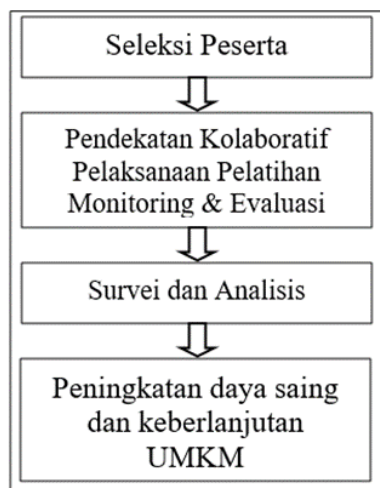 Seleksi Peserta
Pendekatan Kolaboratif
Pelaksanaan Pelatihan
Monitoring & Evaluasi
Survei dan Analisis
Peningkatan daya saing
dan keberlanjutan
UMKM